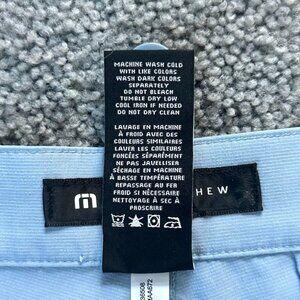 MACHINE WASH COLD
WITH LIKE COLORS
WASH DARK COLORS
SEPARATELY
DO NOT BLEACH
TUMBLE DRY LOW
COOL IRON IF NEEDED
DO NOT DRY CLEAN
LAVAGE EN MACHINE
À FROID AVEC DES
COULEURS SIMILAIRES
LAVER LES COULEURS
FONCÉES SÉPARÉMENT
NE PAS JAVELLISER
SÉCHAGE EN MACHINE
À BASSE TEMPÉRATURE
REPASSAGE AU FER
FROID SI NÉCESSAIRE
NETTOYAGE À SEC À
PROSCRIRE
HEW